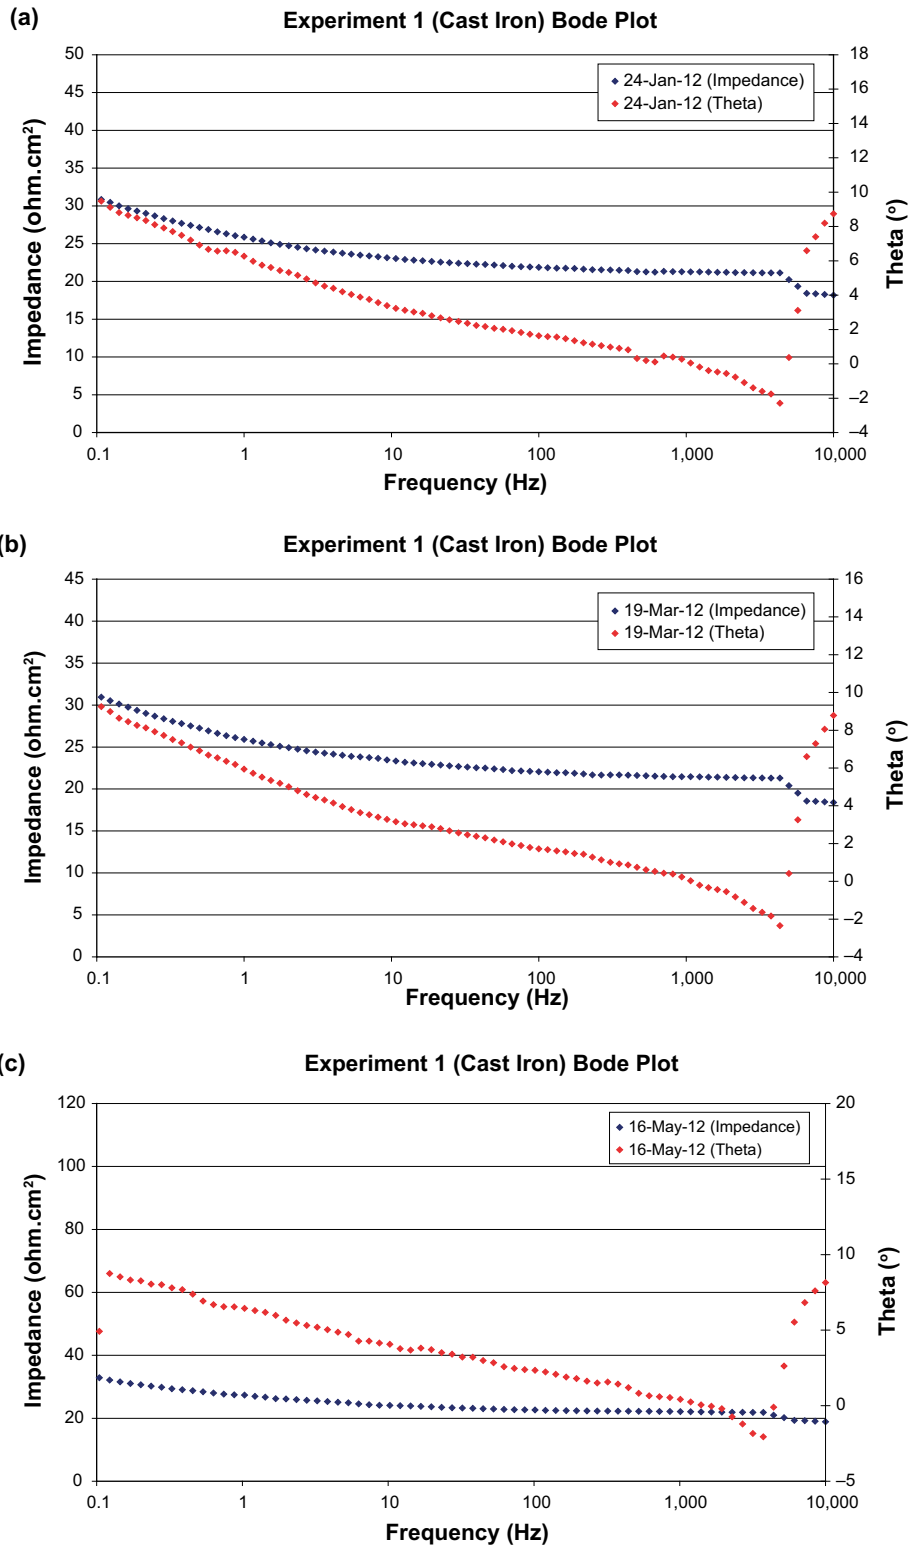 (a)
Experiment 1 (Cast Iron) Bode Plot
50
45
40
35
30
25
20
15
10
5
0
Impedance (ohm.cm²)
18
16
14
12
10
8
6
4
2
0
–2
–4
Theta (º)
24-Jan-12 (Impedance)
24-Jan-12 (Theta)
0.1 1 10 100 1,000 10,000
Frequency (Hz)
(b)
Experiment 1 (Cast Iron) Bode Plot
45
40
35
30
25
20
15
10
5
0
Impedance (ohm.cm²)
16
14
12
10
8
6
4
2
0
–2
–4
Theta (º)
19-Mar-12 (Impedance)
19-Mar-12 (Theta)
0.1 1 10 100 1,000 10,000
Frequency (Hz)
(c)
Experiment 1 (Cast Iron) Bode Plot
120
100
80
60
40
20
0
Impedance (ohm.cm²)
20
15
10
5
0
–5
Theta (º)
16-May-12 (Impedance)
16-May-12 (Theta)
0.1 1 10 100 1,000 10,000
Frequency (Hz)